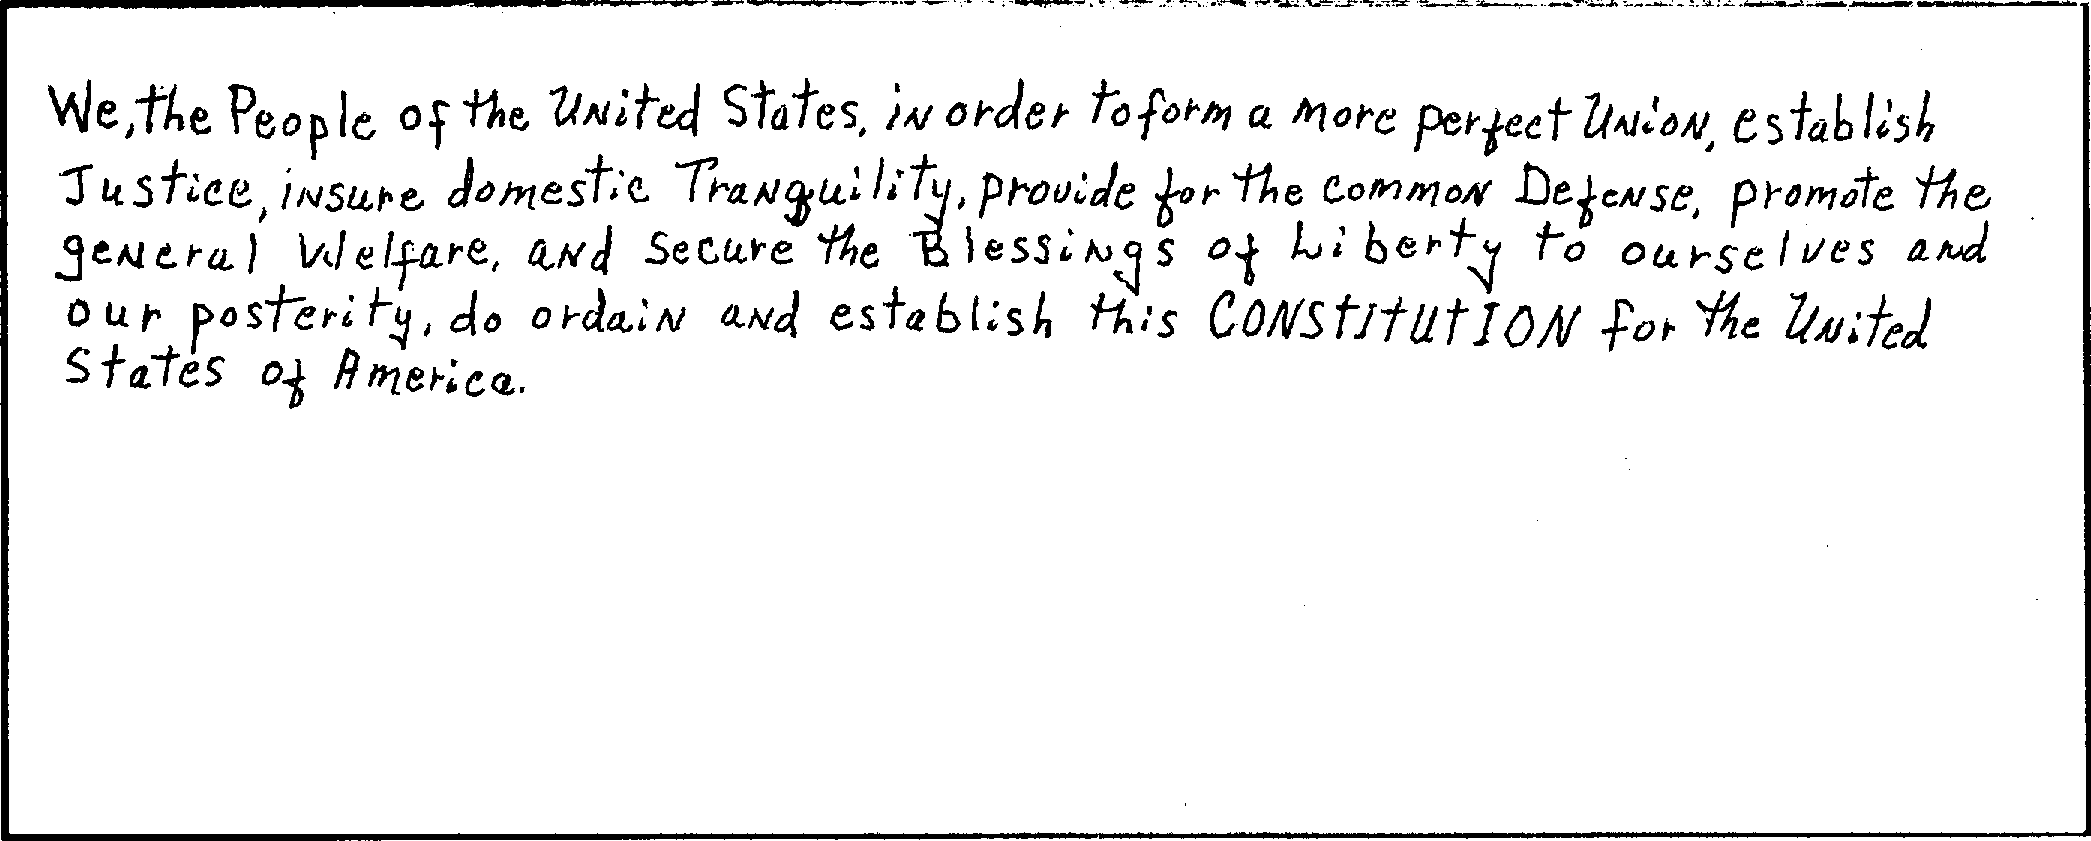 We, the People of the United States, in order to form a more perfect Union, establish
Justice, insure domestic Tranquility, provide for the common Defense, promote the
general Welfare, and secure the Blessings of Liberty to ourselves and
our posterity, do ordain and establish this CONSTITUTION for the United
States of America.